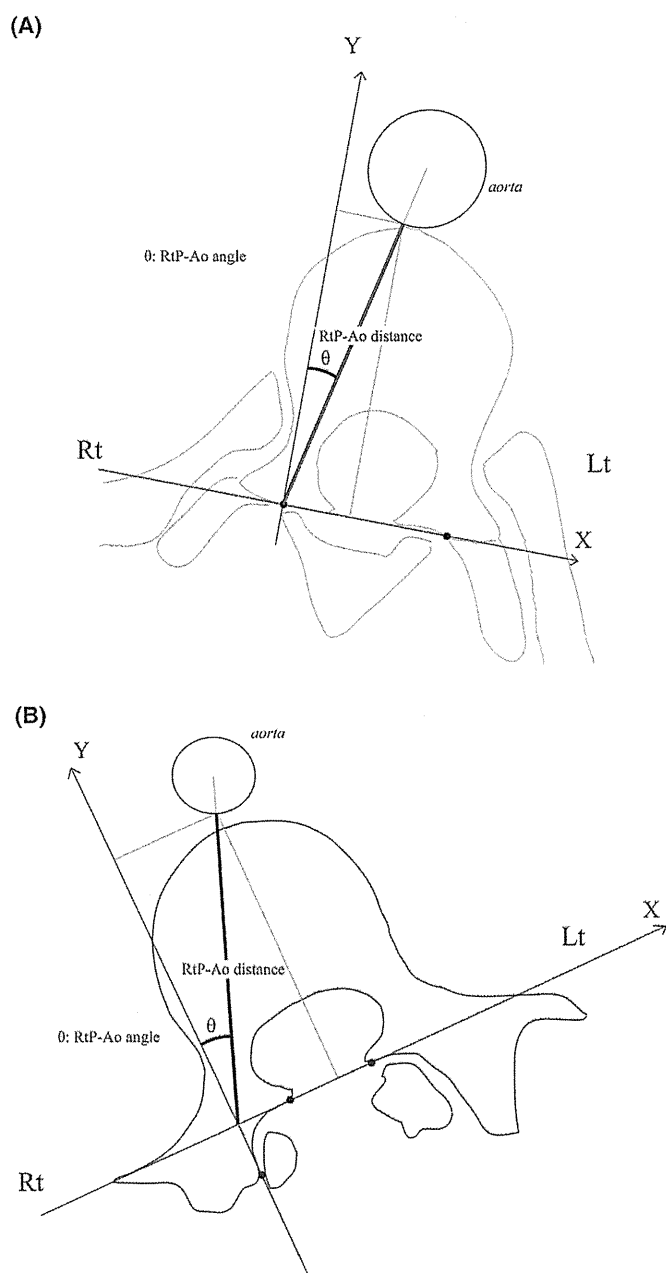 (A)
Y
aorta
θ: RtP-Ao angle
RtP-Ao distance
θ
Rt
Lt
X
(B)
Y
aorta
X
Lt
RtP-Ao distance
θ: RtP-Ao angle
θ
Rt